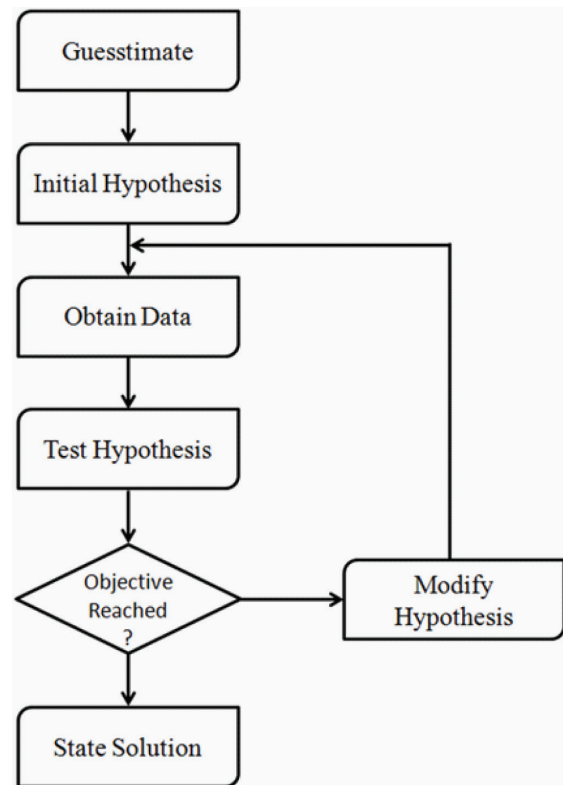 Guesstimate
Initial Hypothesis
Obtain Data
Test Hypothesis
Objective
Reached
?
Modify
Hypothesis
State Solution